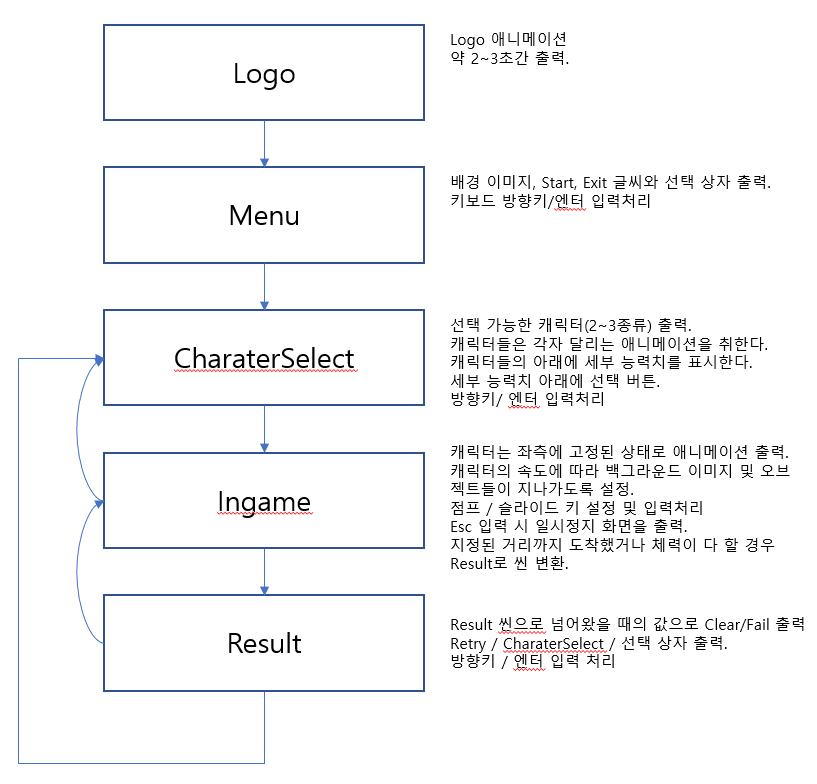 Logo
Logo 애니메이션
약 2~3초간 출력.
Menu
배경 이미지, Start, Exit 글씨와 선택 상자 출력.
키보드 방향키/엔터 입력처리
CharaterSelect
선택 가능한 캐릭터(2~3종류) 출력.
캐릭터들은 각자 달리는 애니메이션을 취한다.
캐릭터들의 아래에 세부 능력치를 표시한다.
세부 능력치 아래에 선택 버튼.
방향키/ 엔터 입력처리
Ingame
캐릭터는 좌측에 고정된 상태로 애니메이션 출력.
캐릭터의 속도에 따라 백그라운드 이미지 및 오브
젝트들이 지나가도록 설정.
점프 / 슬라이드 키 설정 및 입력처리
Esc 입력 시 일시정지 화면을 출력.
지정된 거리까지 도착했거나 체력이 다 할 경우
Result로 씬 변환.
Result
Result 씬으로 넘어왔을 때의 값으로 Clear/Fail 출력
Retry / CharaterSelect / 선택 상자 출력.
방향키 / 엔터 입력 처리